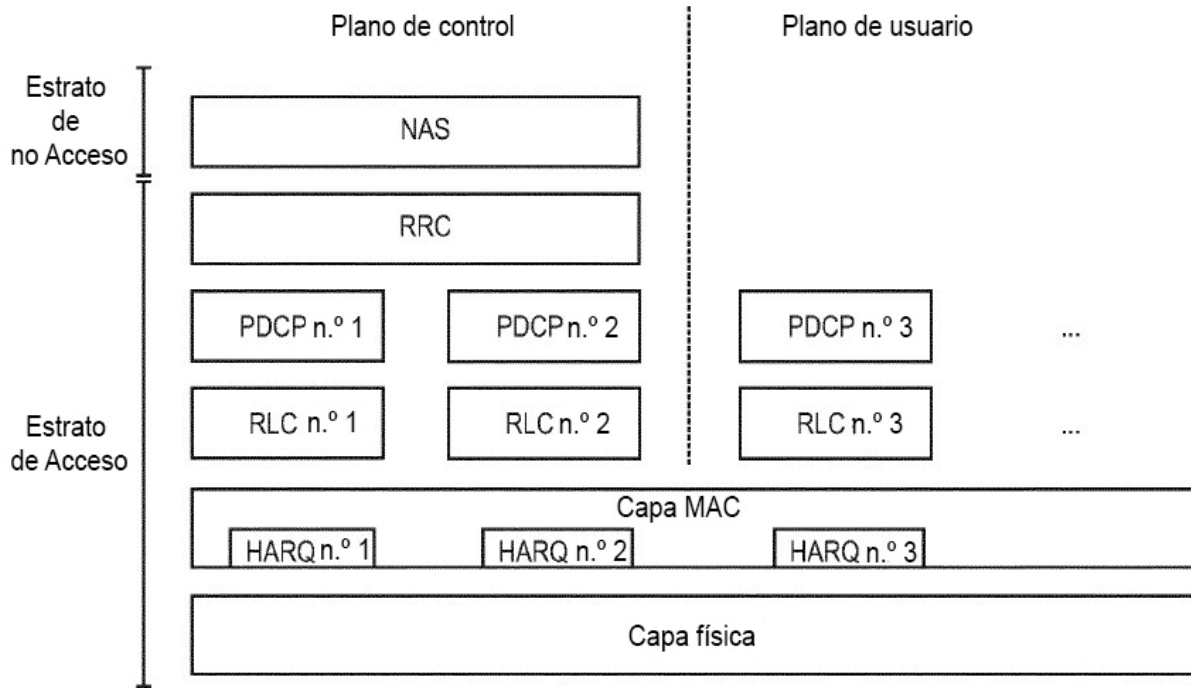 Plano de control
Plano de usuario
Estrato
de
no Acceso
NAS
RRC
PDCP n.º 1
PDCP n.º 2
PDCP n.º 3
...
Estrato
de Acceso
RLC n.º 1
RLC n.º 2
RLC n.º 3
...
Capa MAC
HARQ n.º 1
HARQ n.º 2
HARQ n.º 3
Capa física